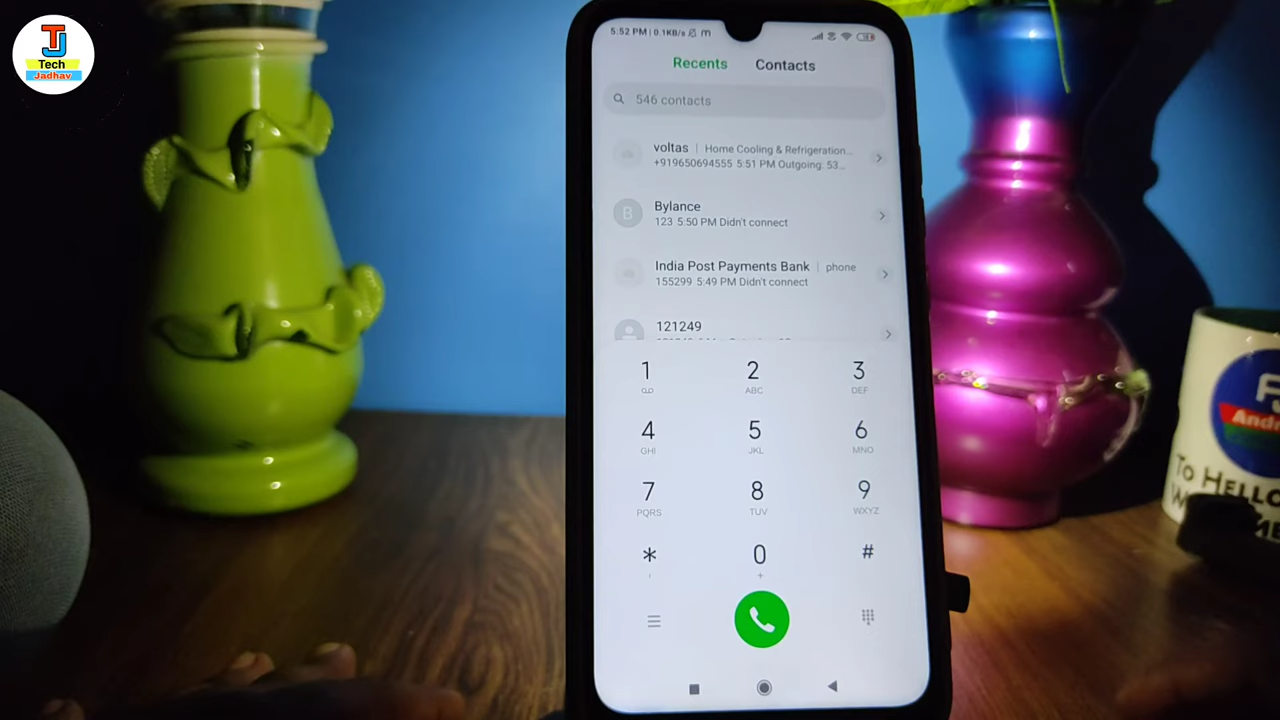 TJ
Tech
Jadhav
5:52 PM | 0.1KB/s
Recents Contacts
546 contacts
voltas | Home Cooling & Refrigeration...
+919650694555 5:51 PM Outgoing: 53...
B
Bylance
123 5:50 PM Didn't connect
India Post Payments Bank | phone
155299 5:49 PM Didn't connect
121249
1 2 3
ABC DEF
4 5 6
GHI JKL MNO
7 8 9
PQRS TUV WXYZ
* 0 #
, +
TO HELLO